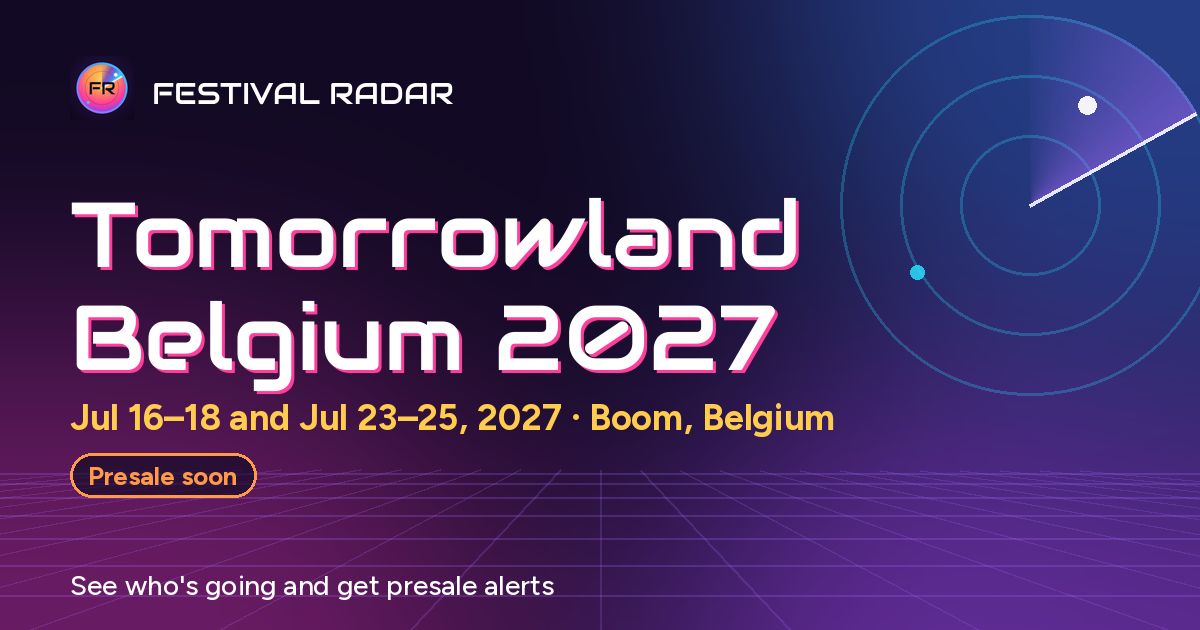 FR
FESTIVAL RADAR
Tomorrowland
Belgium 2027
Jul 16–18 and Jul 23–25, 2027 · Boom, Belgium
Presale soon
See who's going and get presale alerts